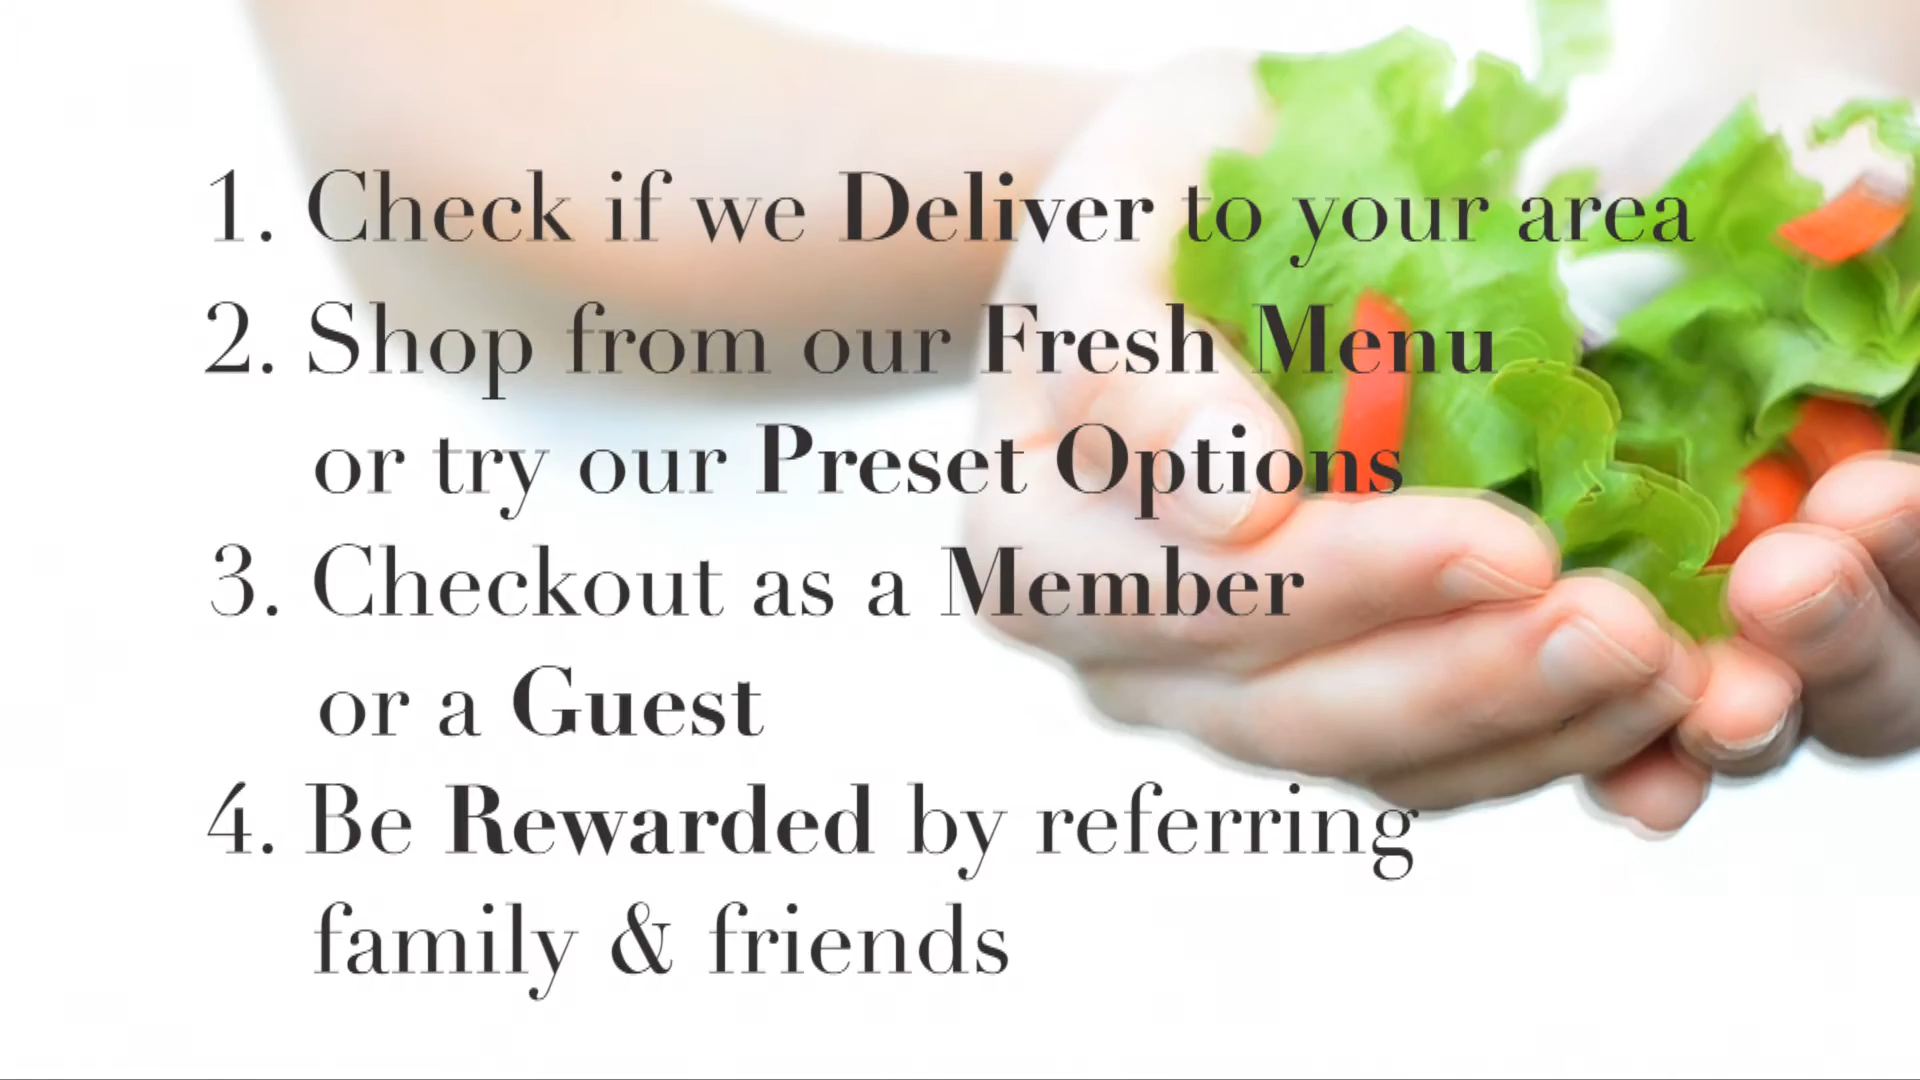 1. Check if we Deliver to your area
2. Shop from our Fresh Menu
or try our Preset Options
3. Checkout as a Member
or a Guest
4. Be Rewarded by referring
family & friends